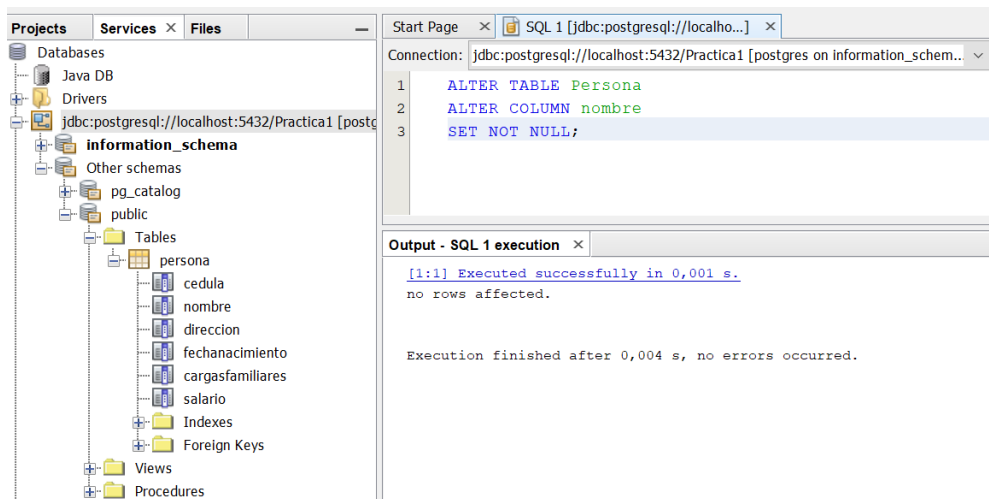 Projects Services × Files
Databases
Java DB
Drivers
jdbc:postgresql://localhost:5432/Practica1 [postg
information_schema
Other schemas
pg_catalog
public
Tables
persona
cedula
nombre
direccion
fechanacimiento
cargasfamiliares
salario
Indexes
Foreign Keys
Views
Procedures
Start Page × SQL 1 [jdbc:postgresql://localho...] ×
Connection: jdbc:postgresql://localhost:5432/Practica1 [postgres on information_schem...
1 ALTER TABLE Persona
2 ALTER COLUMN nombre
3 SET NOT NULL;
Output - SQL 1 execution ×
[1:1] Executed successfully in 0,001 s.
no rows affected.
Execution finished after 0,004 s, no errors occurred.